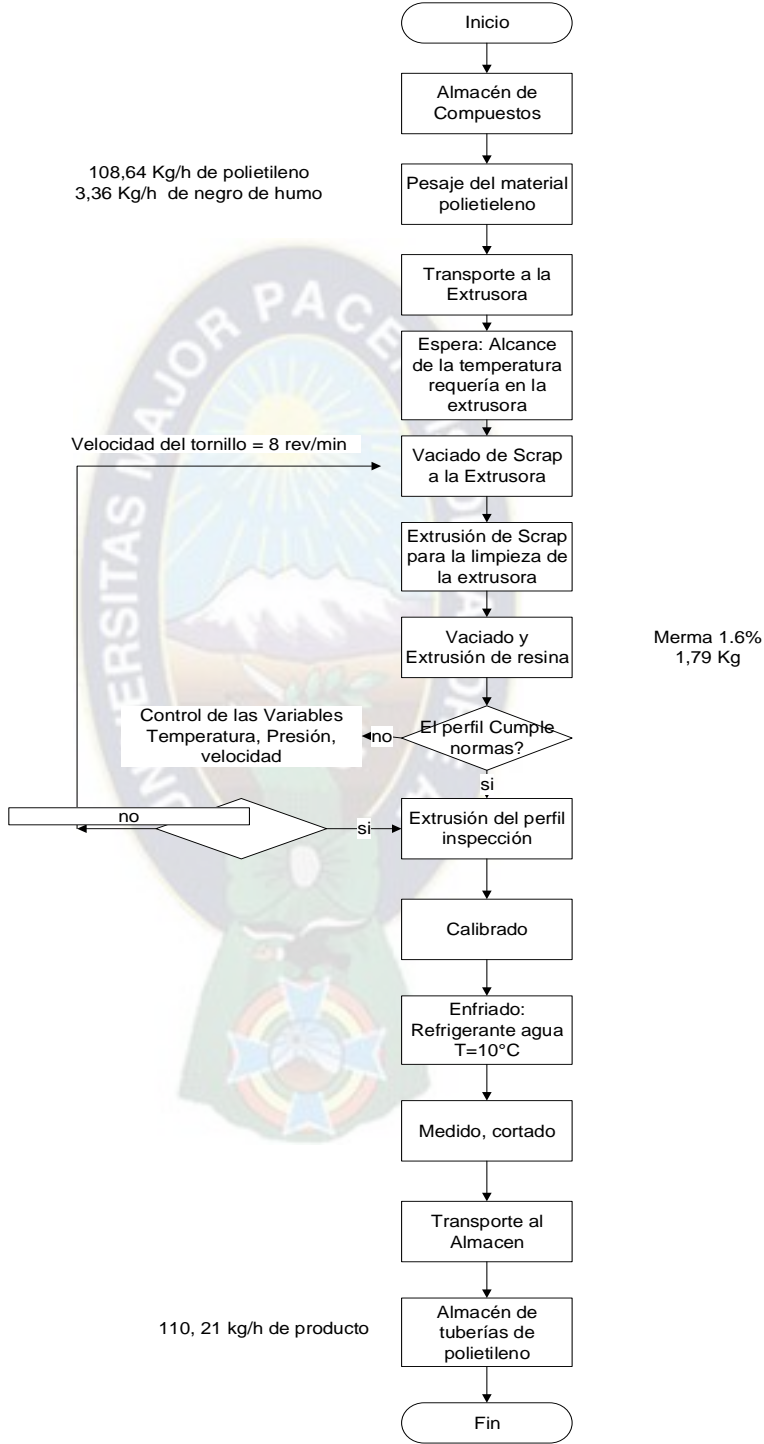 Inicio
Almacén de
Compuestos
108,64 Kg/h de polietileno
3,36 Kg/h de negro de humo
Pesaje del material
polietieleno
Transporte a la
Extrusora
Espera: Alcance
de la temperatura
requería en la
extrusora
Velocidad del tornillo = 8 rev/min
Vaciado de Scrap
a la Extrusora
Extrusión de Scrap
para la limpieza de
la extrusora
Vaciado y
Extrusión de resina
Merma 1.6%
1,79 Kg
Control de las Variables
Temperatura, Presión,
velocidad
no
El perfil Cumple
normas?
si
no
si
Extrusión del perfil
inspección
Calibrado
Enfriado:
Refrigerante agua
T=10°C
Medido, cortado
Transporte al
Almacen
110, 21 kg/h de producto
Almacén de
tuberías de
polietileno
Fin
MAJOR PACE
ERSITAS